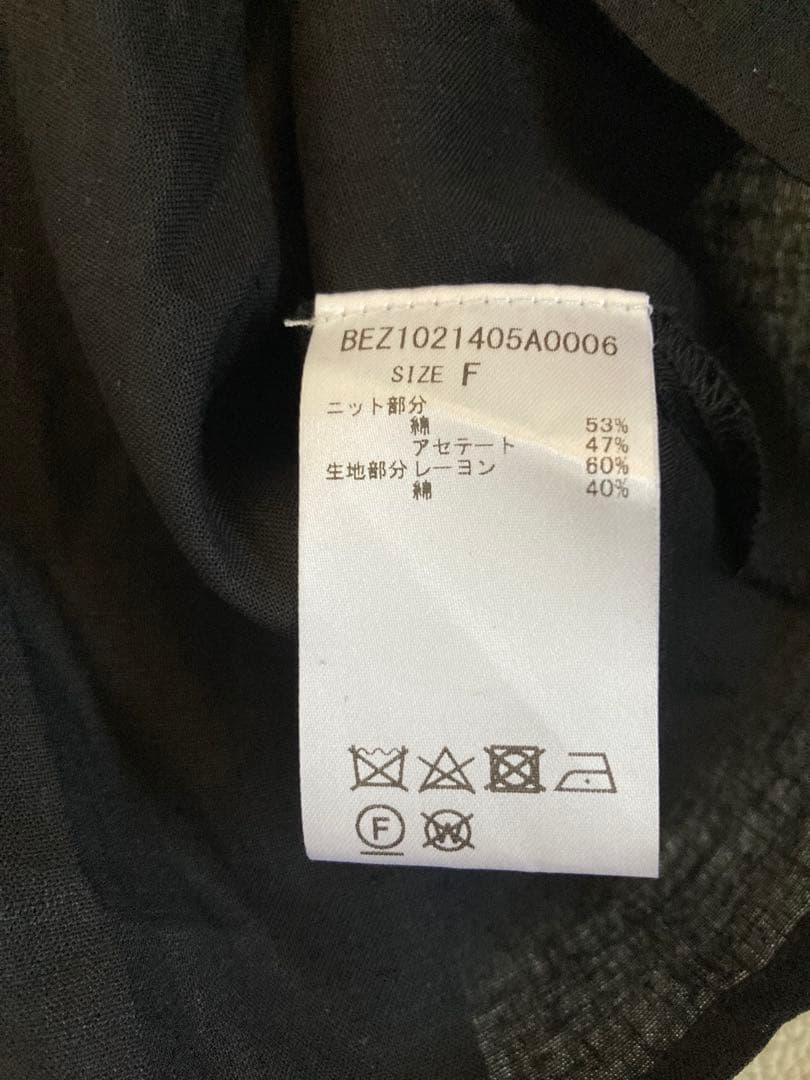 BEZ1021405A0006
SIZE F
ニット部分
綿 53%
アセテート 47%
生地部分 レーヨン 60%
綿 40%
F W